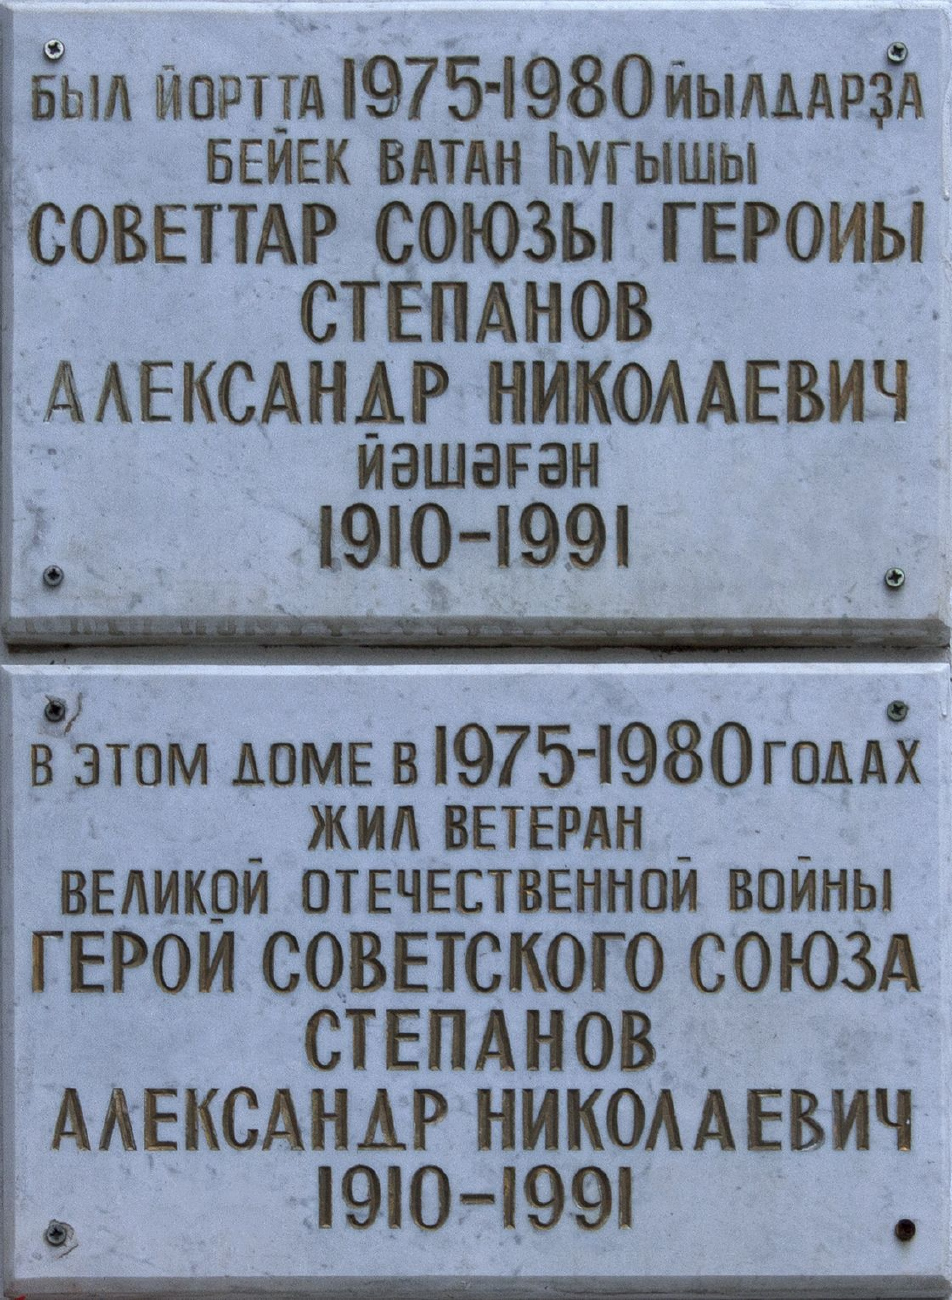 БЫЛ ЙОРТТА 1975-1980 ЙЫЛДАРҘА
БЕЙЕК ВАТАН ҺУГЫШЫ
СОВЕТТАР СОЮЗЫ ГЕРОИЫ
СТЕПАНОВ
АЛЕКСАНДР НИКОЛАЕВИЧ
ЙӘШӘҒӘН
1910-1991
В ЭТОМ ДОМЕ В 1975-1980 ГОДАХ
ЖИЛ ВЕТЕРАН
ВЕЛИКОЙ ОТЕЧЕСТВЕННОЙ ВОЙНЫ
ГЕРОЙ СОВЕТСКОГО СОЮЗА
СТЕПАНОВ
АЛЕКСАНДР НИКОЛАЕВИЧ
1910-1991